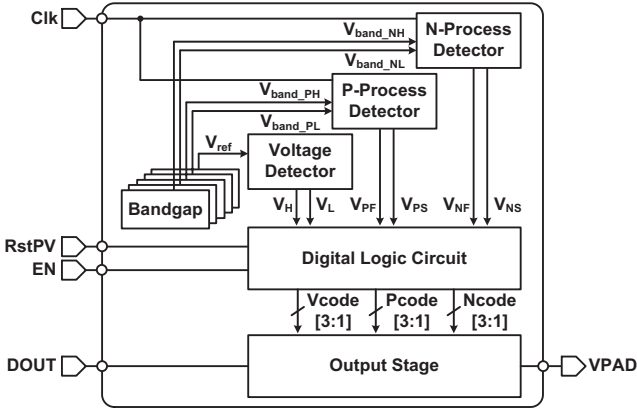 Clk
V_band_NH
N-Process
Detector
V_band_NL
V_band_PH
P-Process
Detector
V_band_PL
V_ref
Voltage
Detector
Bandgap
V_H V_L V_PF V_PS V_NF V_NS
RstPV
EN
Digital Logic Circuit
Vcode Pcode Ncode
[3:1] [3:1] [3:1]
DOUT
Output Stage
VPAD